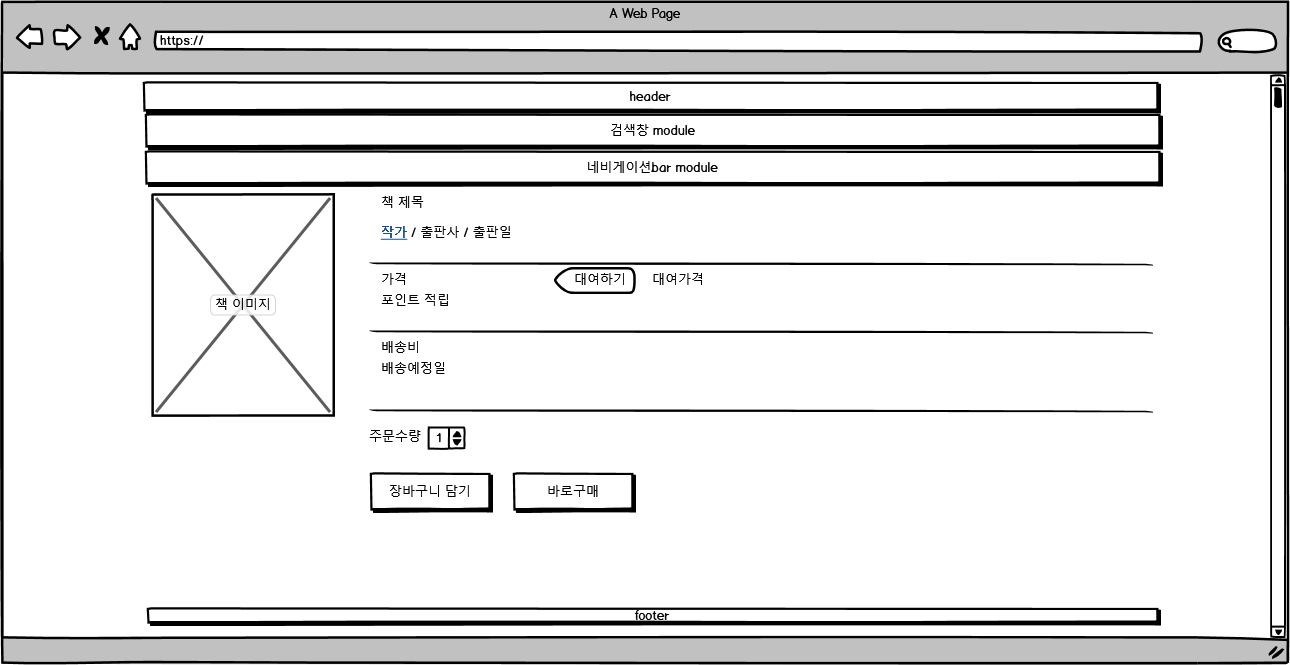 A Web Page
https://
header
검색창 module
네비게이션bar module
책 이미지
책 제목
작가 / 출판사 / 출판일
가격 대여하기 대여가격
포인트 적립
배송비
배송예정일
주문수량 1
장바구니 담기 바로구매
footer